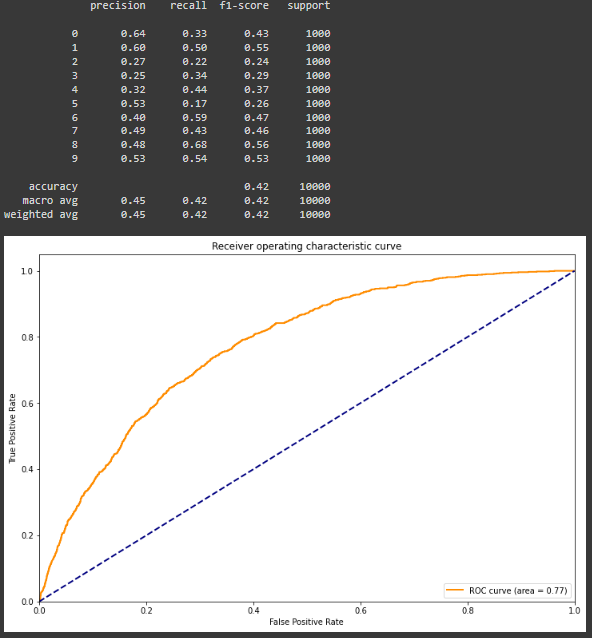 precision recall f1-score support
0 0.64 0.33 0.43 1000
1 0.60 0.50 0.55 1000
2 0.27 0.22 0.24 1000
3 0.25 0.34 0.29 1000
4 0.32 0.44 0.37 1000
5 0.53 0.17 0.26 1000
6 0.40 0.59 0.47 1000
7 0.49 0.43 0.46 1000
8 0.48 0.68 0.56 1000
9 0.53 0.54 0.53 1000
accuracy 0.42 10000
macro avg 0.45 0.42 0.42 10000
weighted avg 0.45 0.42 0.42 10000
Receiver operating characteristic curve
1.0
0.8
0.6
0.4
0.2
0.0
True Positive Rate
ROC curve (area = 0.77)
0.0 0.2 0.4 0.6 0.8 1.0
False Positive Rate